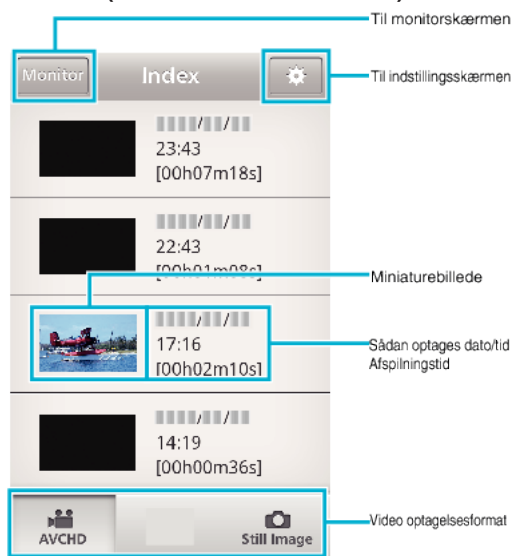 Til monitorskærmen
Monitor
Index
Til indstillingsskærmen
23:43
[00h07m18s]
22:43
[00h01m08s]
Miniaturebillede
17:16
[00h02m10s]
Sådan optages dato/tid
Afspilningstid
14:19
[00h00m36s]
AVCHD
Still Image
Video optagelsesformat